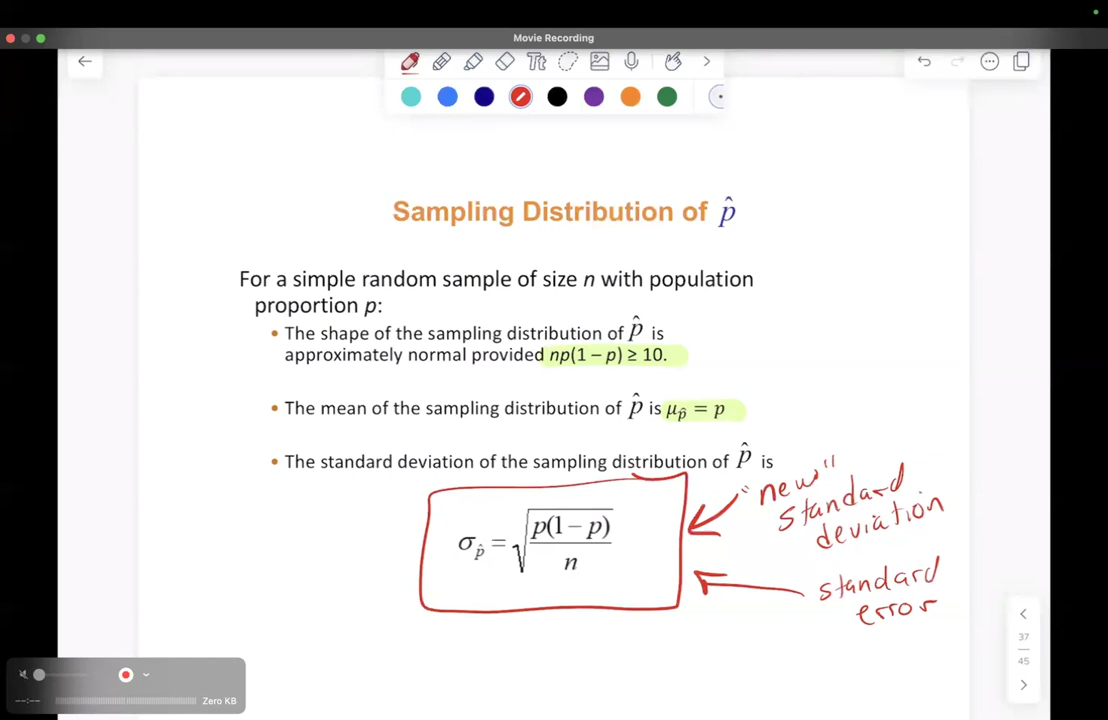 Movie Recording
Tt
Sampling Distribution of p̂
For a simple random sample of size n with population
proportion p:
• The shape of the sampling distribution of p̂ is
approximately normal provided np(1 − p) ≥ 10.
• The mean of the sampling distribution of p̂ is μp̂ = p
• The standard deviation of the sampling distribution of p̂ is
σp̂ = √(p(1 − p)/n)
"new"
standard
deviation
standard
error
37
45
--:--
Zero KB